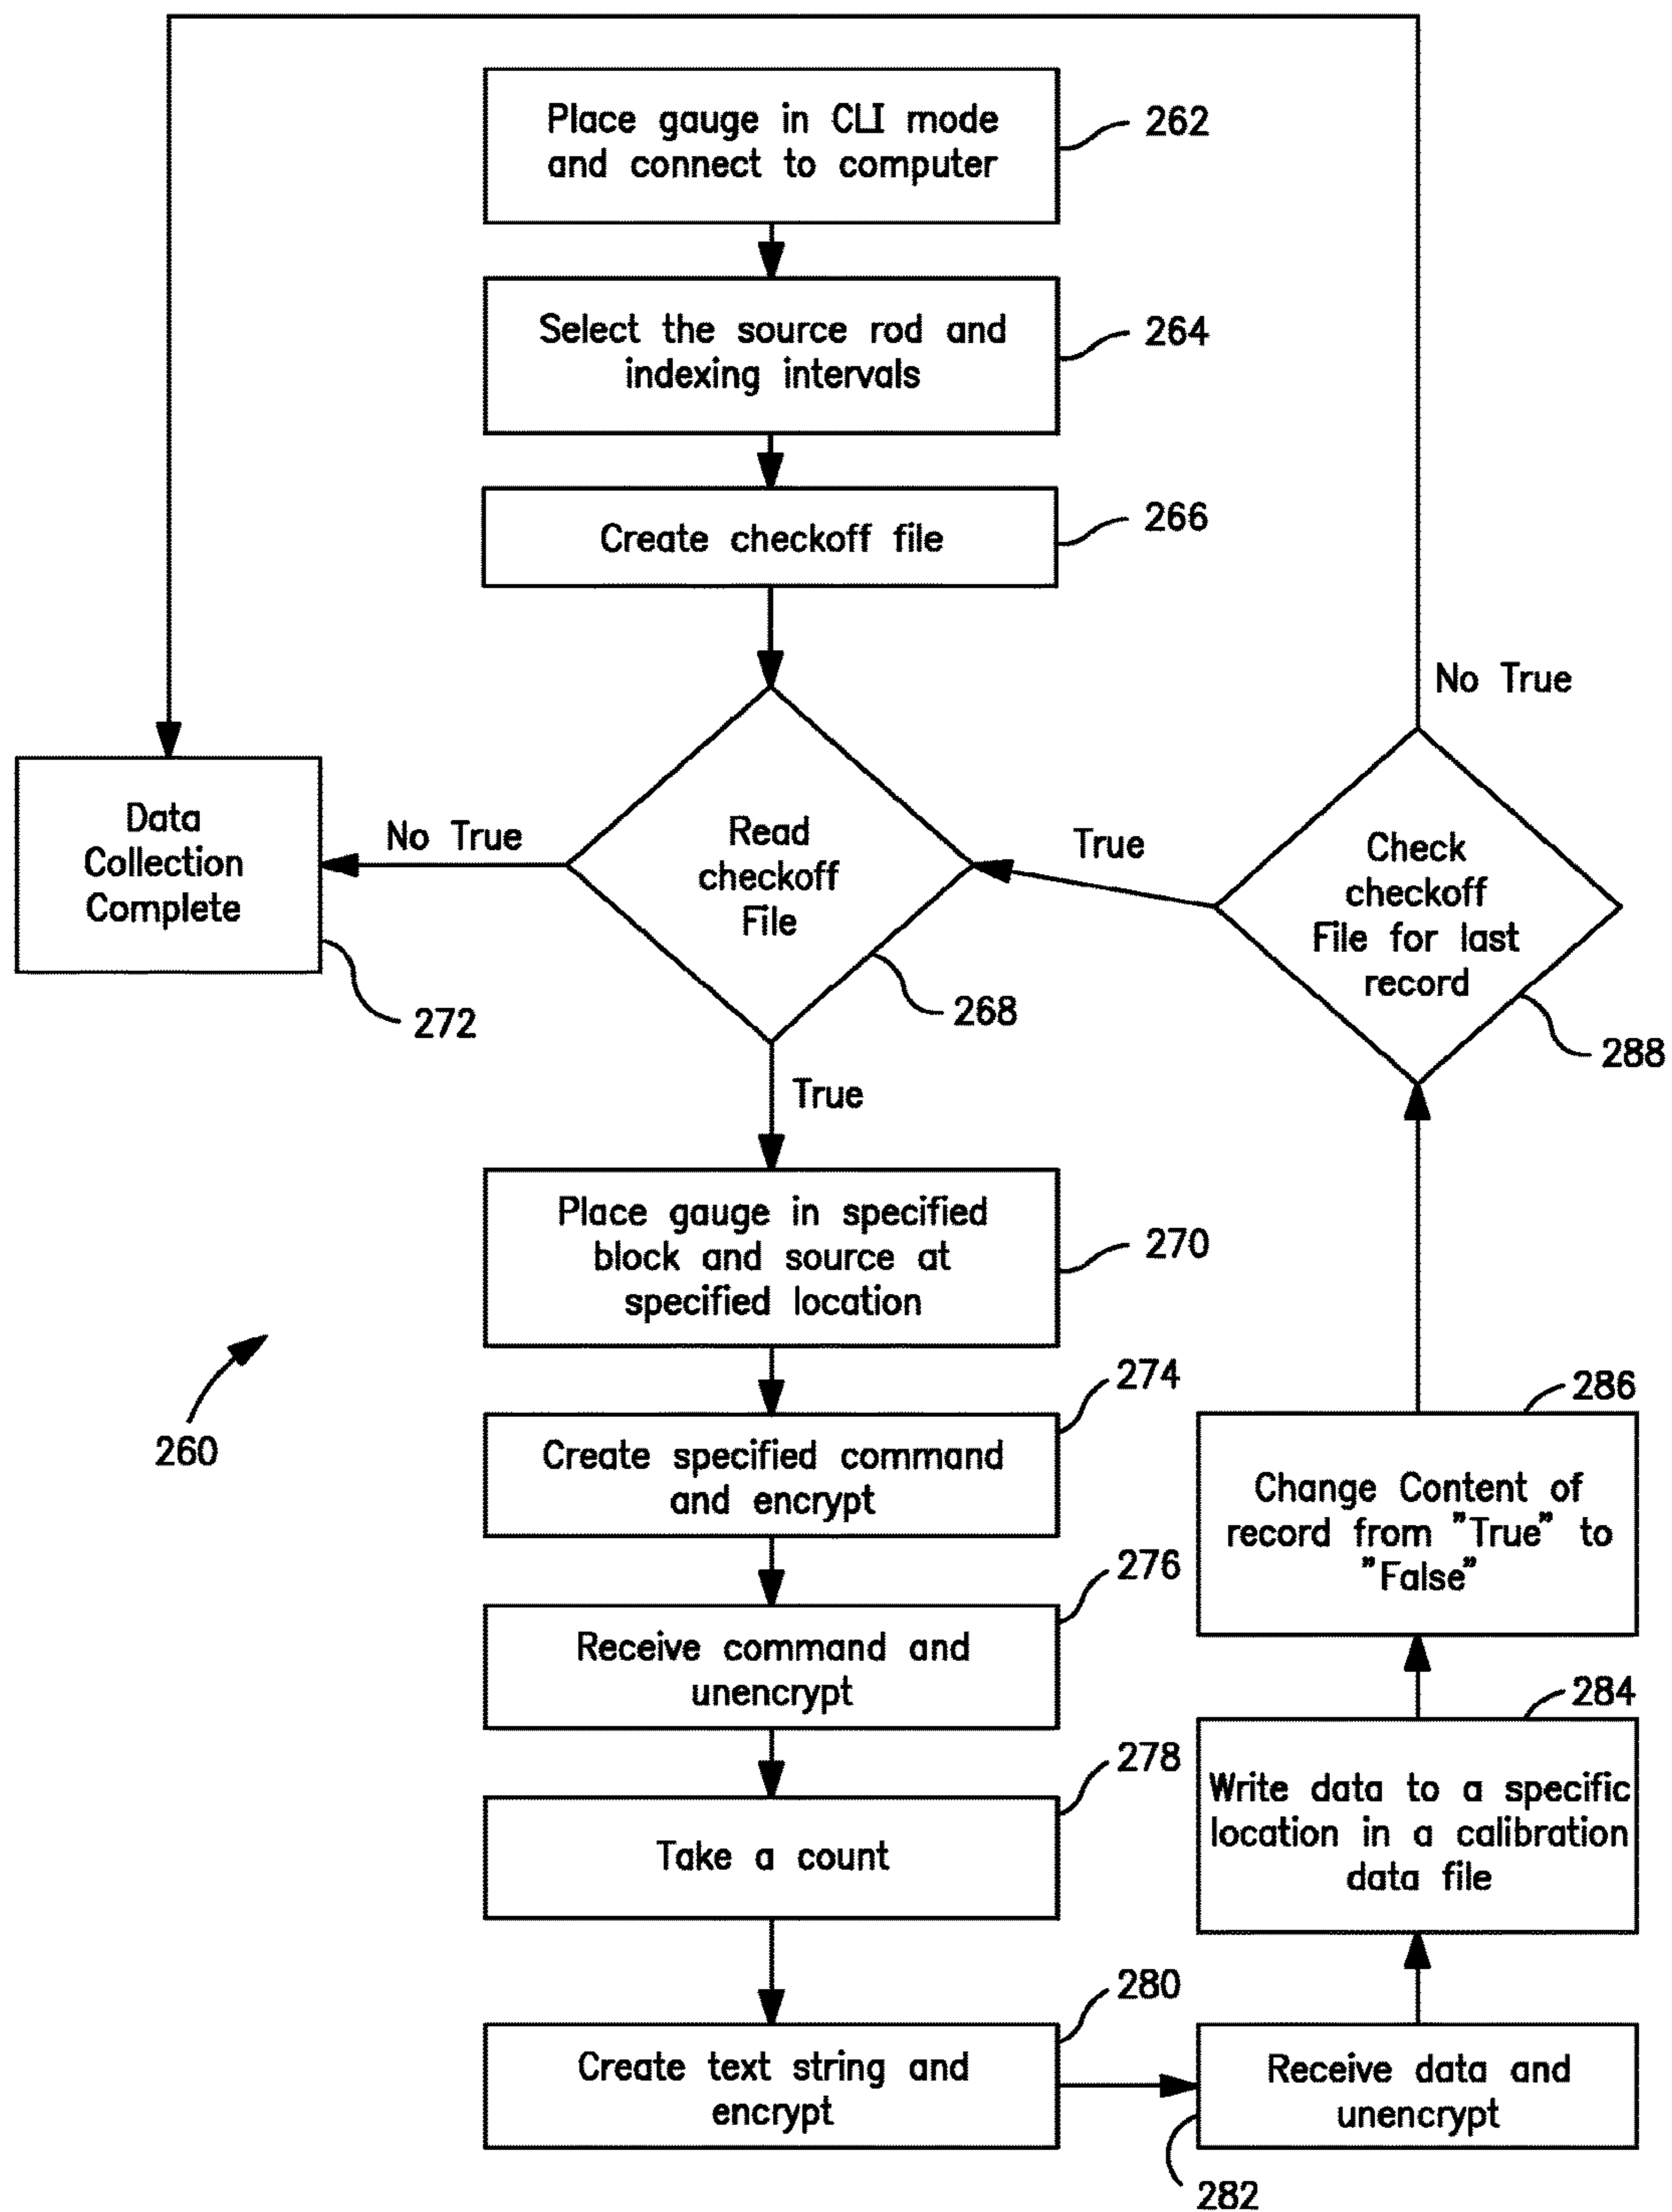 Place gauge in CLI mode
and connect to computer
262
Select the source rod and
indexing intervals
264
Create checkoff file
266
No True
Data
Collection
Complete
272
No True
Read
checkoff
File
268
True
Check
checkoff
File for last
record
288
True
Place gauge in specified
block and source at
specified location
270
260
274
Create specified command
and encrypt
276
Receive command and
unencrypt
278
Take a count
280
Create text string and
encrypt
286
Change Content of
record from "True" to
"False"
284
Write data to a specific
location in a calibration
data file
Receive data and
unencrypt
282